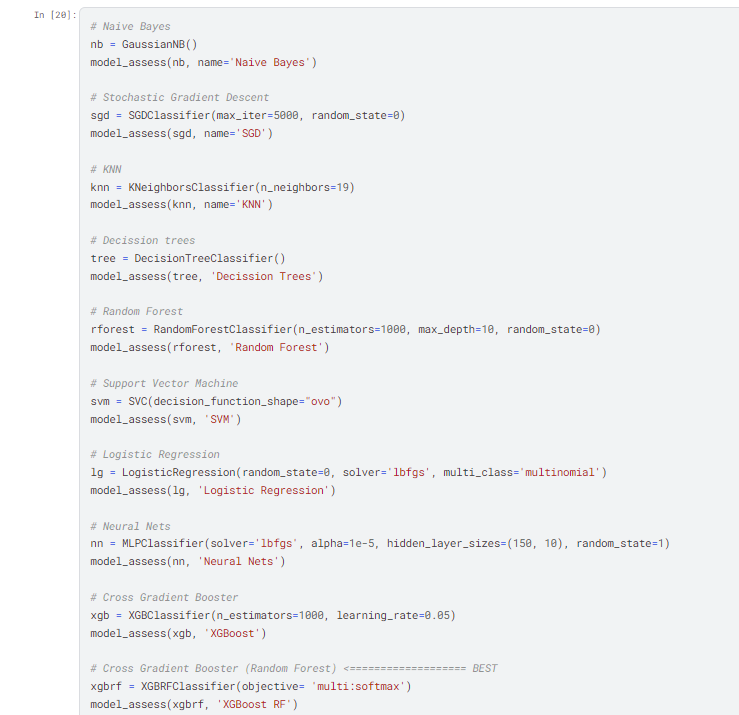 In [20]:
# Naive Bayes
nb = GaussianNB()
model_assess(nb, name='Naive Bayes')
# Stochastic Gradient Descent
sgd = SGDClassifier(max_iter=5000, random_state=0)
model_assess(sgd, name='SGD')
# KNN
knn = KNeighborsClassifier(n_neighbors=19)
model_assess(knn, name='KNN')
# Decission trees
tree = DecisionTreeClassifier()
model_assess(tree, 'Decission Trees')
# Random Forest
rforest = RandomForestClassifier(n_estimators=1000, max_depth=10, random_state=0)
model_assess(rforest, 'Random Forest')
# Support Vector Machine
svm = SVC(decision_function_shape="ovo")
model_assess(svm, 'SVM')
# Logistic Regression
lg = LogisticRegression(random_state=0, solver='lbfgs', multi_class='multinomial')
model_assess(lg, 'Logistic Regression')
# Neural Nets
nn = MLPClassifier(solver='lbfgs', alpha=1e-5, hidden_layer_sizes=(150, 10), random_state=1)
model_assess(nn, 'Neural Nets')
# Cross Gradient Booster
xgb = XGBClassifier(n_estimators=1000, learning_rate=0.05)
model_assess(xgb, 'XGBoost')
# Cross Gradient Booster (Random Forest) <=================== BEST
xgbrf = XGBRFClassifier(objective= 'multi:softmax')
model_assess(xgbrf, 'XGBoost RF')